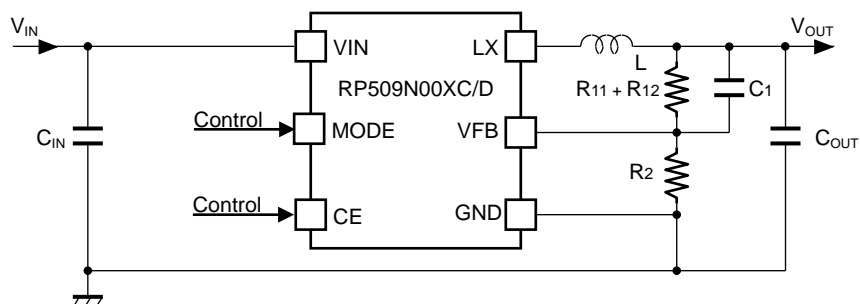 VIN
VOUT
VIN
LX
L
RP509N00XC/D
R11 + R12
C1
Control
MODE
VFB
CIN
COUT
R2
Control
CE
GND